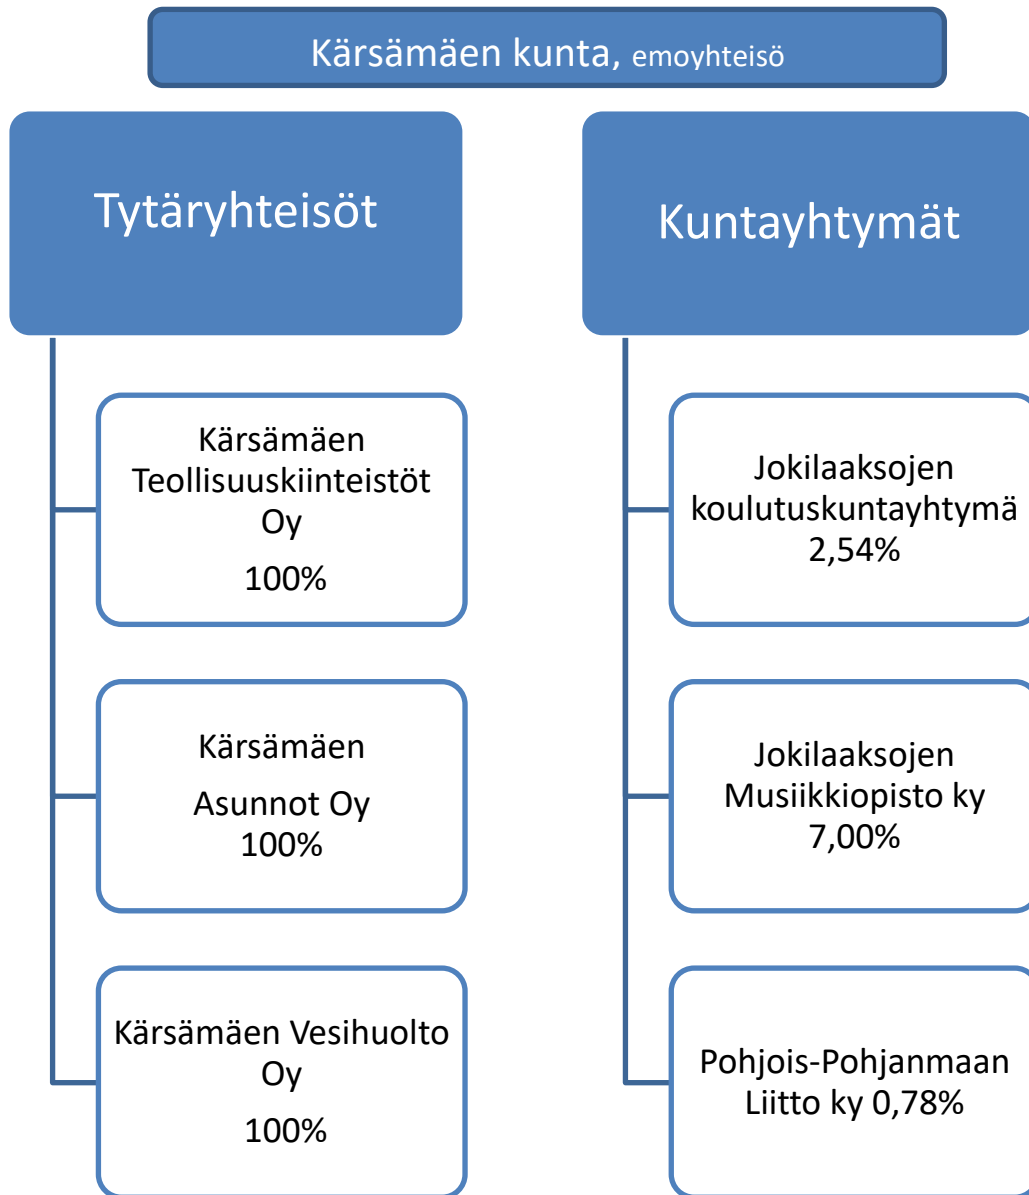 Kärsämäen kunta, emoyhteisö
Tytäryhteisöt
Kärsämäen
Teollisuuskiinteistöt
Oy
100%
Kärsämäen
Asunnot Oy
100%
Kärsämäen Vesihuolto
Oy
100%
Kuntayhtymät
Jokilaaksojen
koulutuskuntayhtymä
2,54%
Jokilaaksojen
Musiikkiopisto ky
7,00%
Pohjois-Pohjanmaan
Liitto ky 0,78%